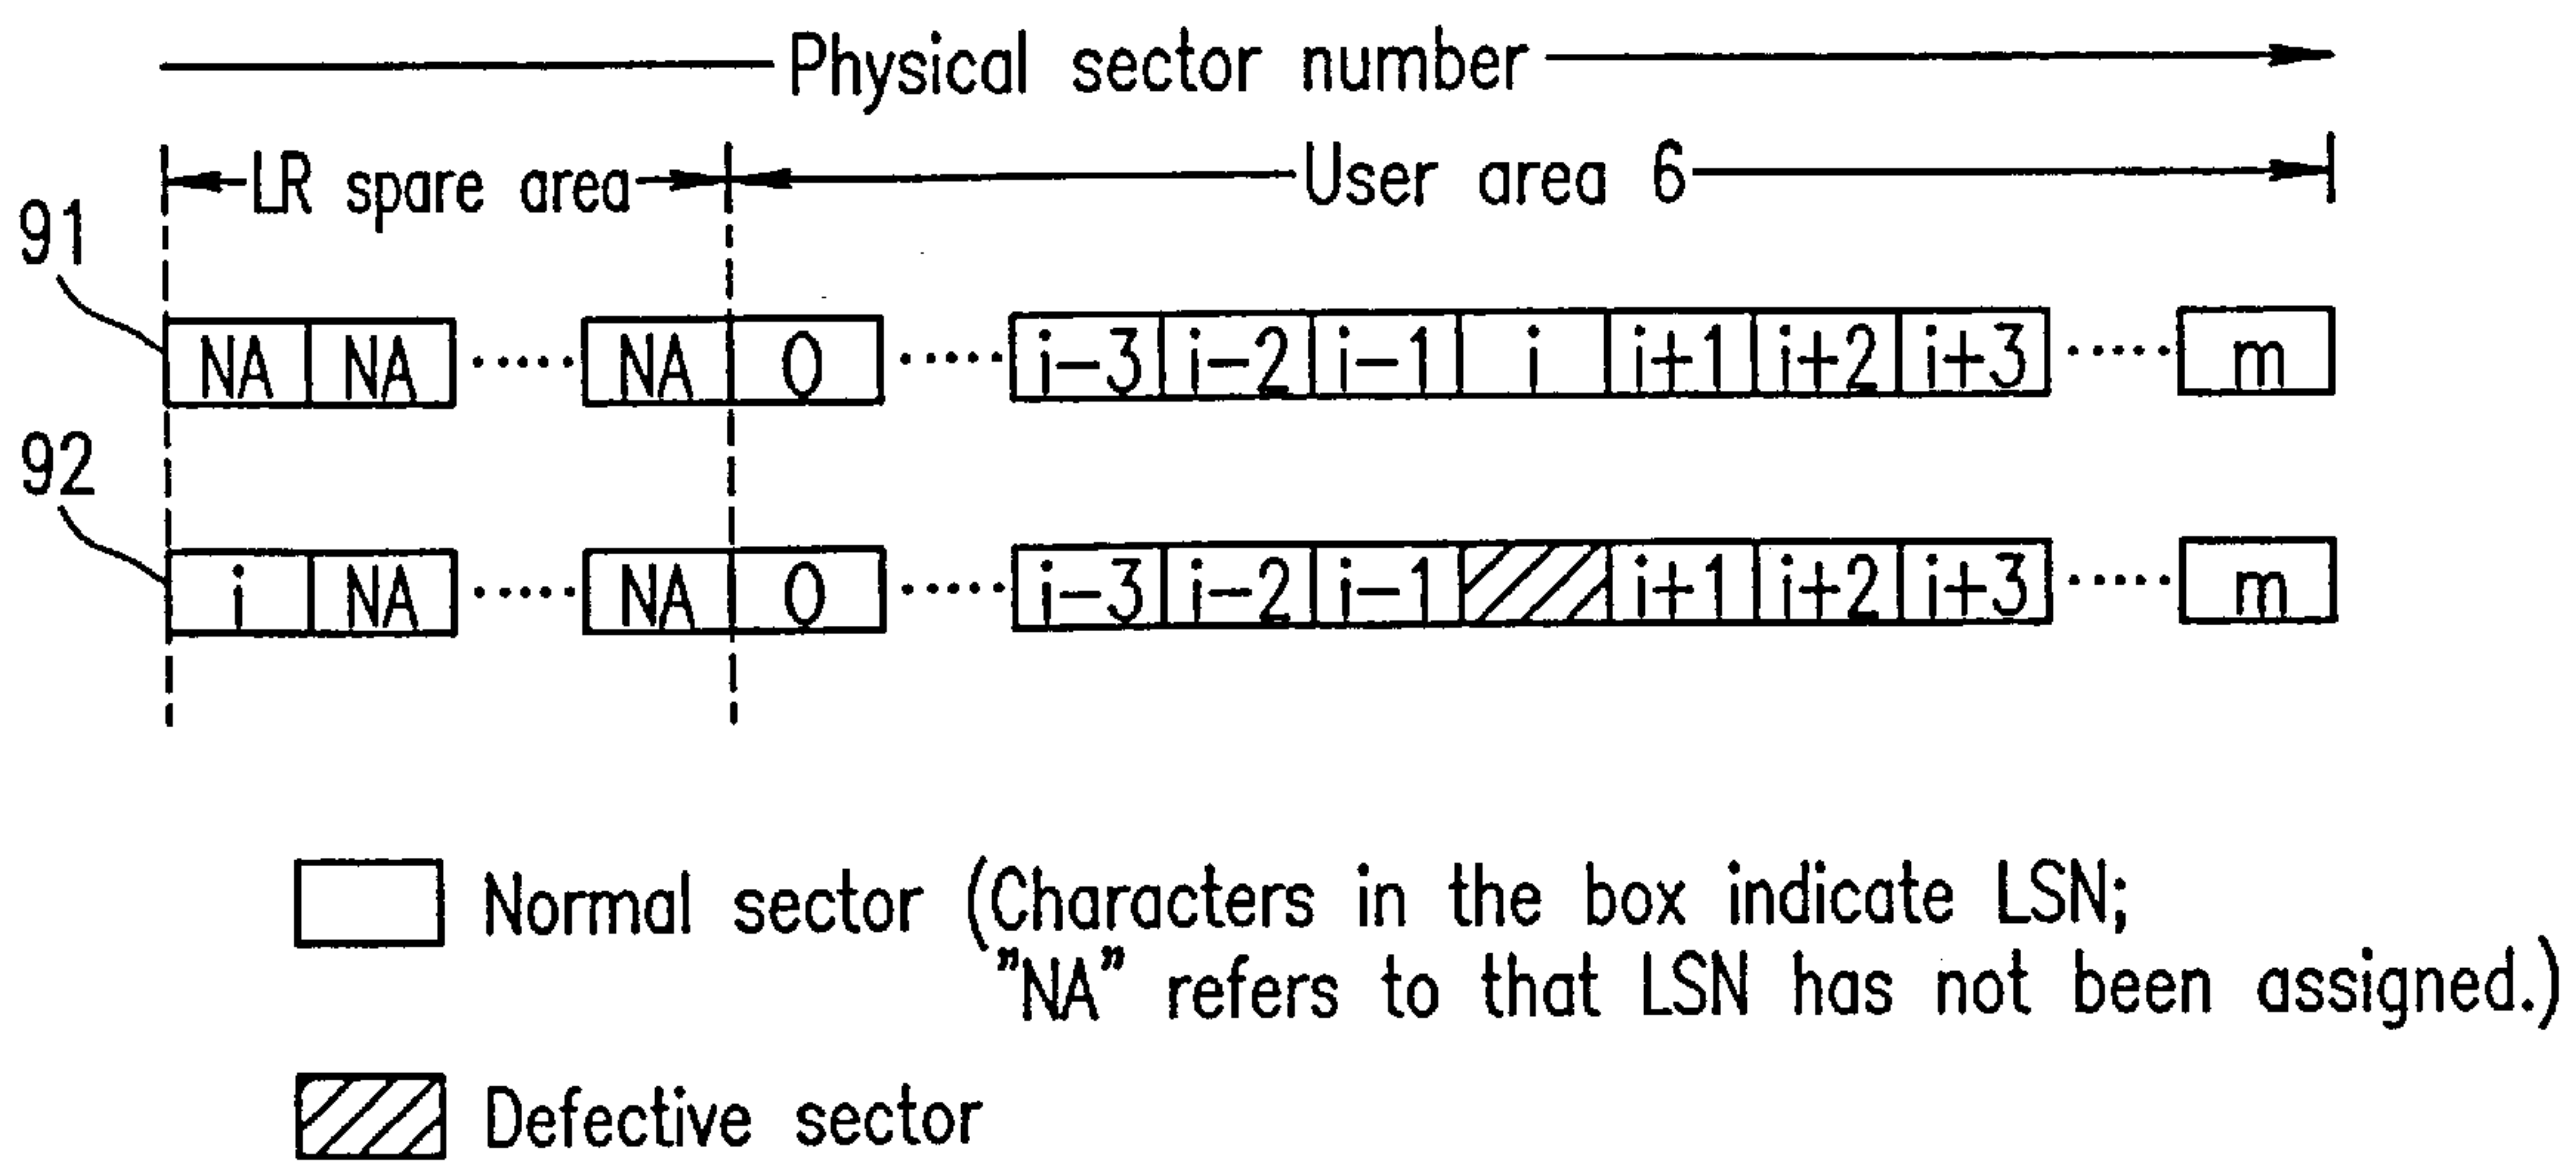 Physical sector number
LR spare area User area 6
91
NA NA ..... NA 0 ..... i-3 i-2 i-1 i i+1 i+2 i+3 ..... m
92
i NA ..... NA 0 ..... i-3 i-2 i-1 i+1 i+2 i+3 ..... m
Normal sector (Characters in the box indicate LSN;
"NA" refers to that LSN has not been assigned.)
Defective sector